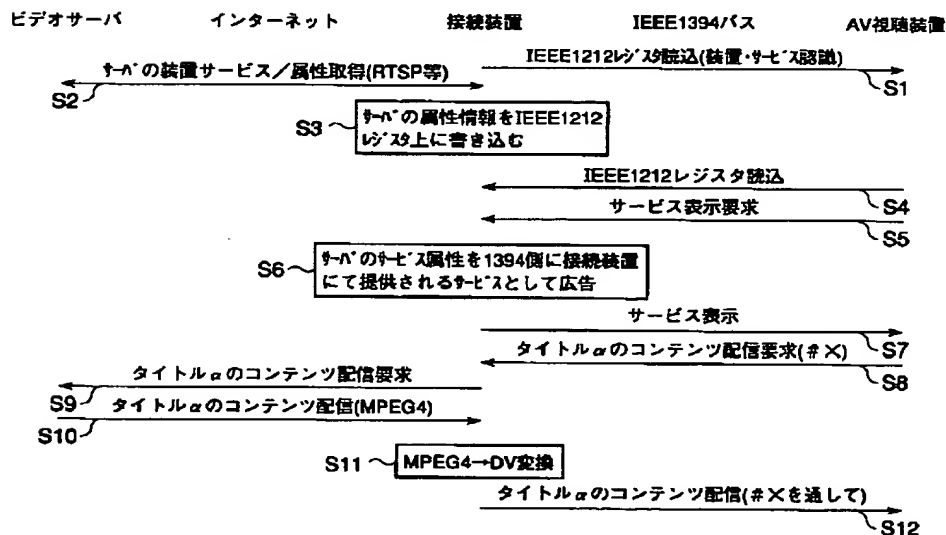 ビデオサーバ インターネット 接続装置 IEEE1394バス AV視聴装置
IEEE1212レジスタ読込(装置・サービス認識)
S1
サーバの装置サービス/属性取得(RTSP等)
S2
S3
サーバの属性情報をIEEE1212
レジスタ上に書き込む
IEEE1212レジスタ読込
S4
サービス表示要求
S5
S6
サーバのサービス属性を1394側に接続装置
にて提供されるサービスとして広告
サービス表示
S7
タイトルαのコンテンツ配信要求(#X)
S8
タイトルαのコンテンツ配信要求
S9
タイトルαのコンテンツ配信(MPEG4)
S10
S11
MPEG4→DV変換
タイトルαのコンテンツ配信(#Xを通して)
S12